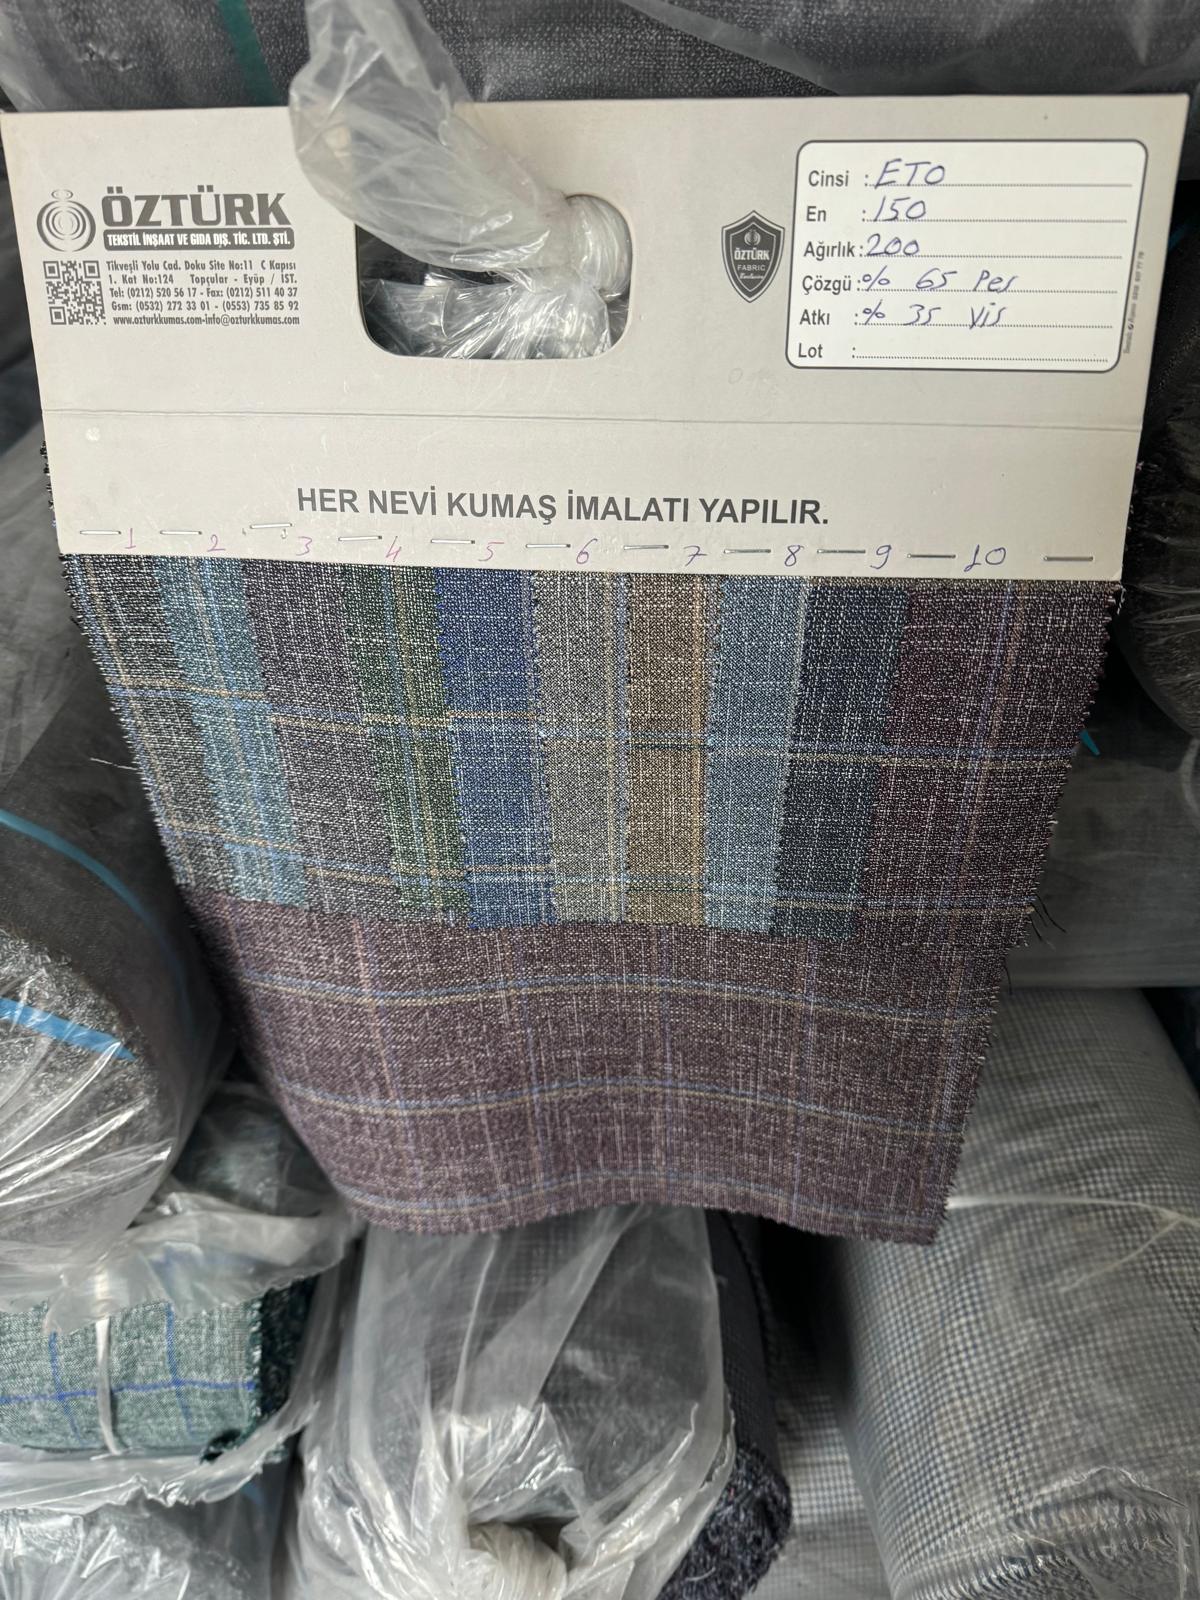 ÖZTÜRK
TEKSTİL İNŞAAT VE GIDA DIŞ. TİC. LTD. ŞTİ.
Tikveşli Yolu Cad. Doku Site No:11 C Kapısı
1. Kat No:124 Topçular - Eyüp / İST.
Tel: (0212) 520 56 17 - Fax: (0212) 511 40 37
Gsm: (0532) 272 33 01 - (0553) 735 85 92
www.ozturkkumas.com-info@ozturkkumas.com
ÖZTÜRK
FABRIC
Cinsi : ETO
En : 150
Ağırlık : 200
Çözgü : % 65 Pes
Atkı : % 35 Vis
Lot :
HER NEVİ KUMAŞ İMALATI YAPILIR.
1 2 3 4 5 6 7 8 9 10